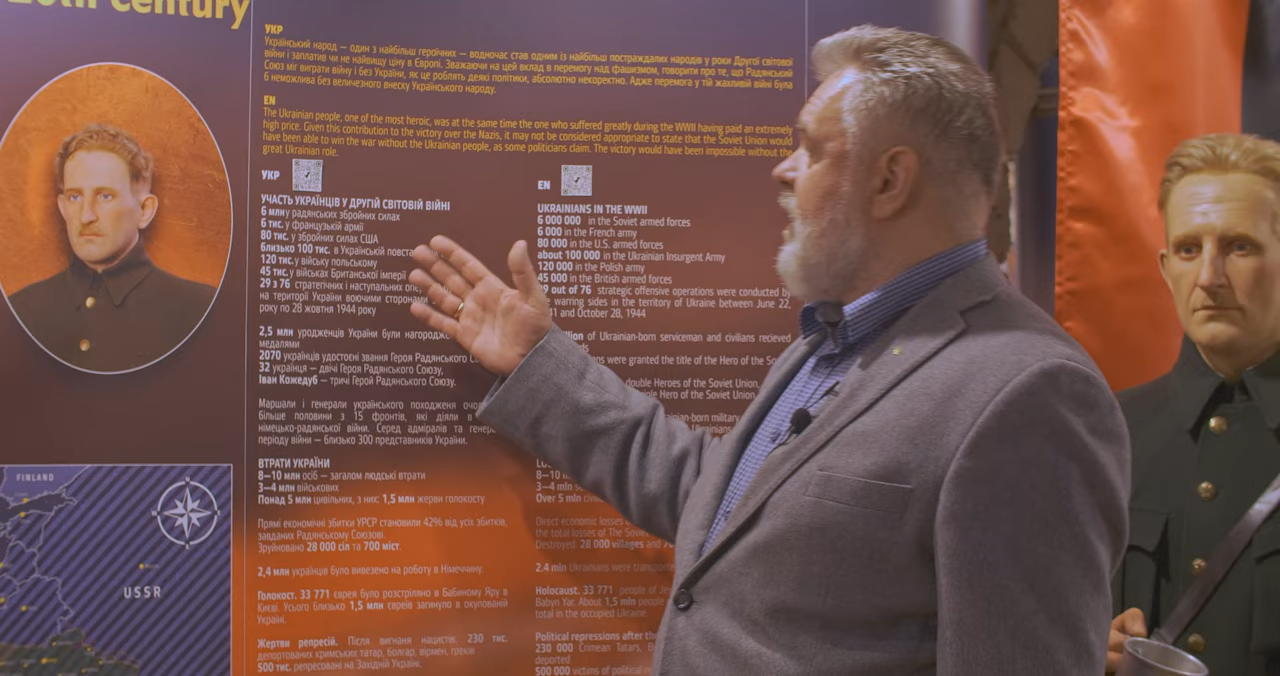 20th century
УКР
Український народ — один з найбільш героїчних — водночас став одним із найбільш постраждалих народів у роки Другої світової
війни і заплатив чи не найвищу ціну в Європі. Зважаючи на цей вклад в перемогу над фашизмом, говорити про те, що Радянський
Союз міг виграти війну і без України, як це роблять деякі політики, абсолютно некоректно. Адже перемога у тій жахливій війні була
б неможлива без величезного внеску Українського народу.
EN
The Ukrainian people, one of the most heroic, was at the same time the one who suffered greatly during the WWII having paid an extremely
high price. Given this contribution to the victory over the Nazis, it may not be considered appropriate to state that the Soviet Union would
have been able to win the war without the Ukrainian people, as some politicians claim. The victory would have been impossible without the
great Ukrainian role.
УКР
УЧАСТЬ УКРАЇНЦІВ У ДРУГІЙ СВІТОВІЙ ВІЙНІ
6 млн у радянських збройних силах
6 тис. у французькій армії
80 тис. у збройних силах США
близько 100 тис. в Українській
120 тис. у війську польському
45 тис. у військах Британської імперії
29 з 76 стратегічних і наступальних
на території України воюючими сторонами
року по 28 жовтня 1944 року
2,5 млн уродженців України були
медалями
2070 українців удостоєні звання Героя Радянського
32 українця — двічі Героя Радянського Союзу,
Іван Кожедуб — тричі Герой Радянського Союзу.
Маршали і генерали українського походженя
більше половини з 15 фронтів, які діяли в
німецько-радянської війни. Серед адміралів та
періоду війни — близько 300 представників України.
ВТРАТИ УКРАЇНИ
8–10 млн осіб — загалом людські втрати
3–4 млн військових
Понад 5 млн цивільних, з них: 1,5 млн жерви голокосту
Прямі економічні збитки УРСР становили 42% від усіх збитків,
завданих Радянському Союзові.
Зруйновано 28 000 сіл та 700 міст.
2,4 млн українців було вивезено на роботу в Німеччину.
Голокост. 33 771 єврея було розстріляно в Бабиному Яру в
Києві. Усього близько 1,5 млн євреїв загинуло в окупованій
Україні.
Жертви репресій. Після вигнаня нацистів, 230 тис.
депортованих кримських татар, болгар, вірмен, греків
500 тис. репресовані на Західній Україні.
EN
UKRAINIANS IN THE WWII
6 000 000 in the Soviet armed forces
6 000 in the French army
80 000 in the U.S. armed forces
about 100 000 in the Ukrainian Insurgent Army
120 000 in the Polish army
45 000 in the British armed forces
out of 76 strategic offensive operations were conducted by
warring sides in the territory of Ukraine between June 22,
and October 28, 1944
of Ukrainian-born serviceman and civilians recieved
were granted the title of the Hero of the
double Heroes of the Soviet Union,
Hero of the Soviet Union.
military
8–10
3–4 mln
Over 5 mln
Direct economic losses
the total losses of The
Destroyed: 28 000 villages and
2.4 mln Ukrainians were
Holocaust. 33 771 people of
Babyn Yar. About 1,5 mln people
total in the occupied Ukraine.
Political repressions after the
230 000 Crimean Tatars,
deported
500 000 victims of
FINLAND
USSR